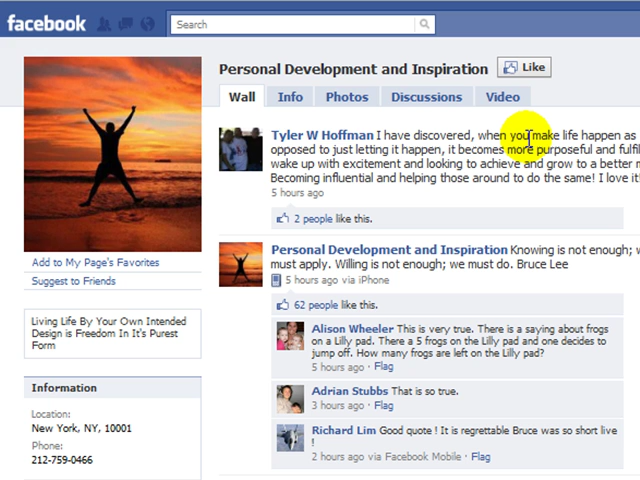 facebook
Search
Personal Development and Inspiration
Like
Wall
Info
Photos
Discussions
Video
Tyler W Hoffman I have discovered, when you make life happen as
opposed to just letting it happen, it becomes more purposeful and
wake up with excitement and looking to achieve and grow to a better
Becoming influential and helping those around to do the same! I love it!
5 hours ago
2 people like this.
Personal Development and Inspiration Knowing is not enough;
must apply. Willing is not enough; we must do. Bruce Lee
5 hours ago via iPhone
62 people like this.
Alison Wheeler This is very true. There is a saying about frogs
on a Lilly pad. There a 5 frogs on the Lilly pad and one decides to
jump off. How many frogs are left on the Lilly pad?
5 hours ago · Flag
Adrian Stubbs That is so true.
3 hours ago · Flag
Richard Lim Good quote ! It is regrettable Bruce was so short live
!
2 hours ago via Facebook Mobile · Flag
Add to My Page's Favorites
Suggest to Friends
Living Life By Your Own Intended
Design is Freedom In It's Purest
Form
Information
Location:
New York, NY, 10001
Phone:
212-759-0466